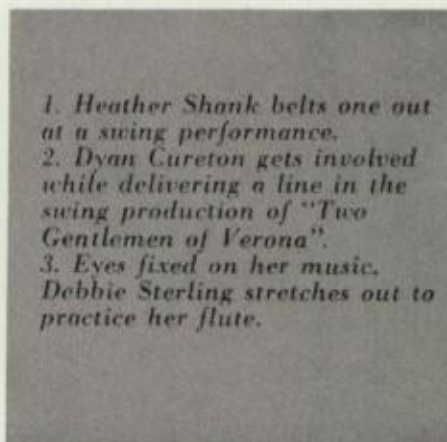 1. Heather Shank belts one out
at a swing performance.
2. Dyan Cureton gets involved
while delivering a line in the
swing production of "Two
Gentlemen of Verona".
3. Eyes fixed on her music,
Debbie Sterling stretches out to
practice her flute.